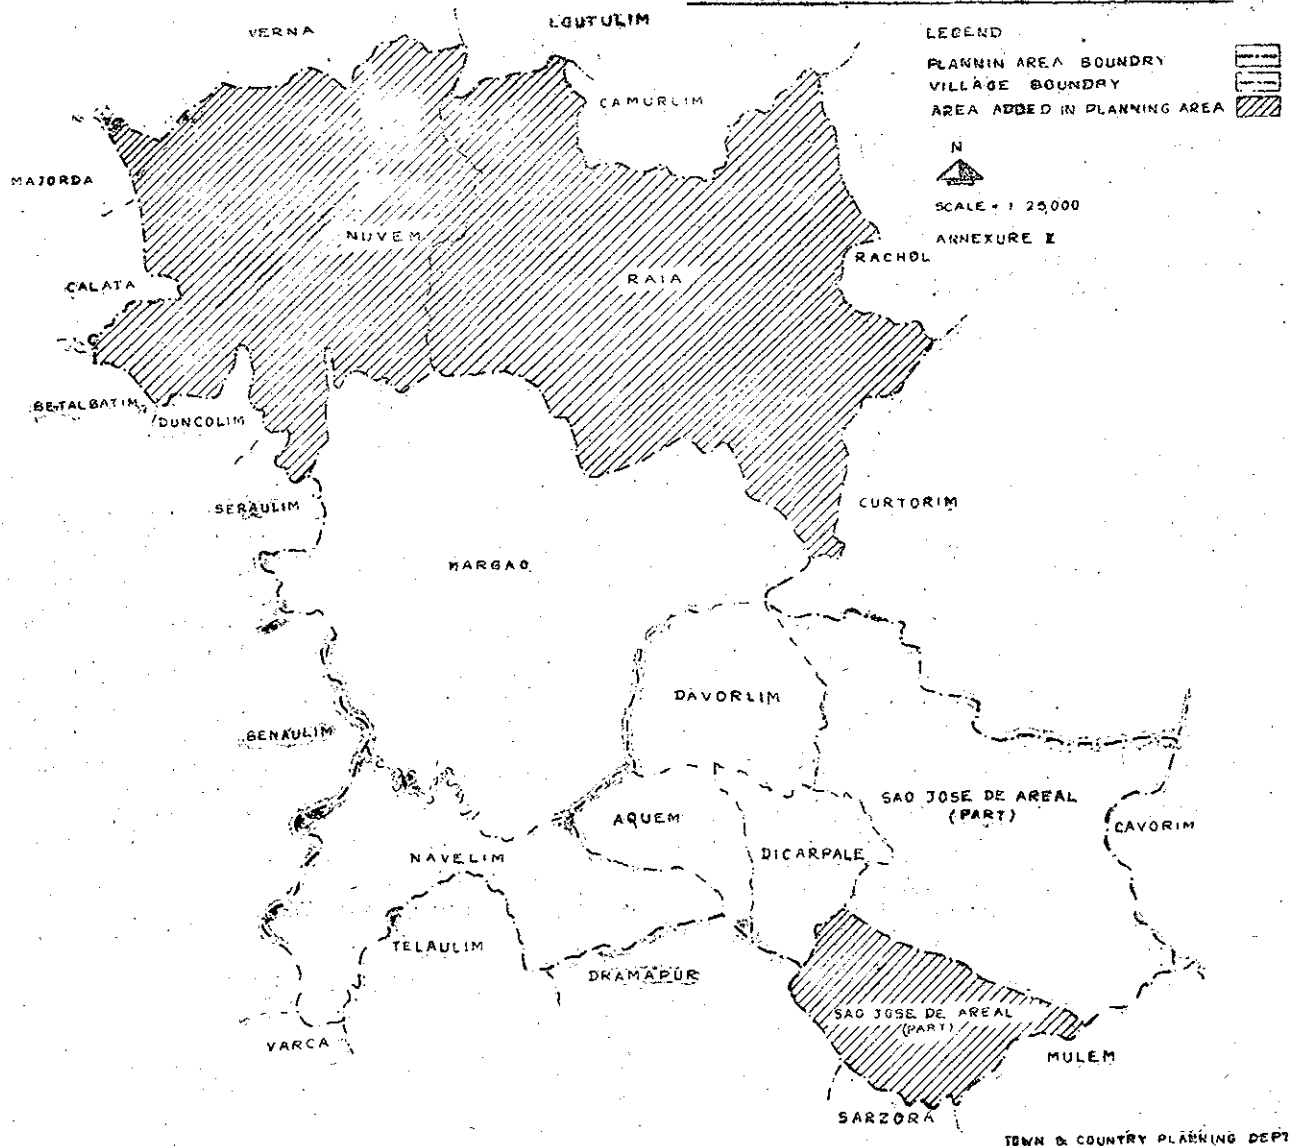 VERNA
LOUTULIM
LEGEND
PLANNIN AREA BOUNDRY
VILLAGE BOUNDRY
AREA ADDED IN PLANNING AREA
CAMURLIM
N
SCALE = 1 25,000
ANNEXURE I
MAJORDA
NUVEM
RACHOL
CALATA
RAIA
BETALBATIM
DUNCOLIM
SERAULIM
CURTORIM
MARGAO
DAVORLIM
BENAULIM
SAO JOSE DE AREAL
(PART)
AQUEM
CAVORIM
NAVELIM
DICARPALE
TELAULIM
DRAMAPUR
SAO JOSE DE AREAL
(PART)
VARCA
MULEM
SARZORA
TOWN & COUNTRY PLANNING DEPT